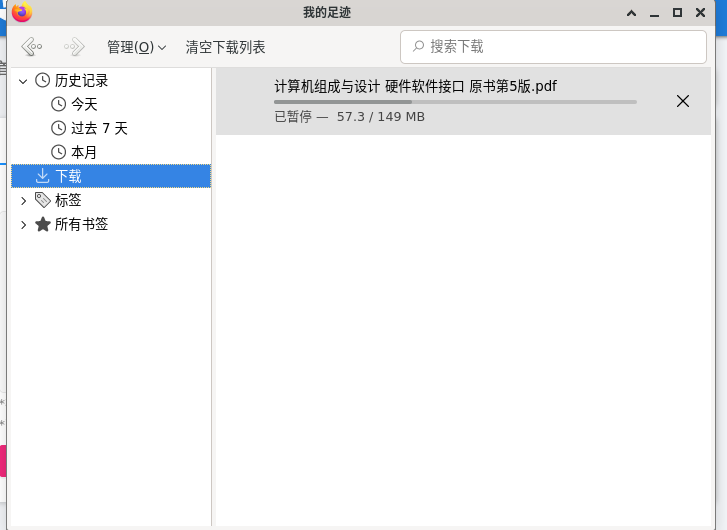 我的足迹
管理(O)
清空下载列表
搜索下载
历史记录
今天
过去 7 天
本月
下载
标签
所有书签
计算机组成与设计 硬件软件接口 原书第5版.pdf
已暂停 — 57.3 / 149 MB
*
*